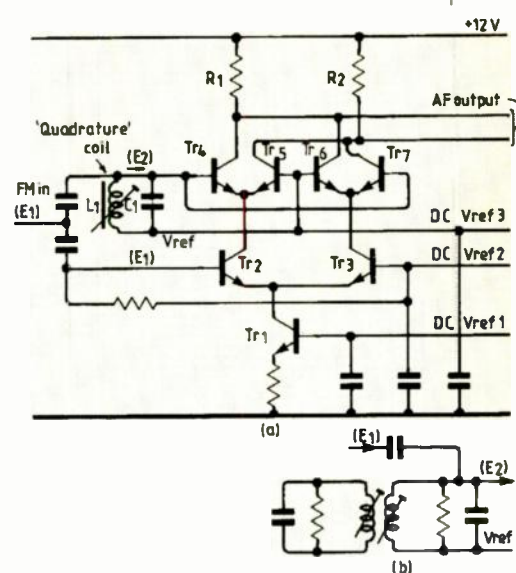 +12 V
R1
R2
AF output
'Quadrature'
coil
(E2)
Tr4
Tr5
Tr6
Tr7
FM in
(E1)
L1
C1
Vref
DC Vref 3
(E1)
Tr2
Tr3
DC Vref 2
Tr1
DC Vref 1
(a)
(E1)
(E2)
Vref
(b)